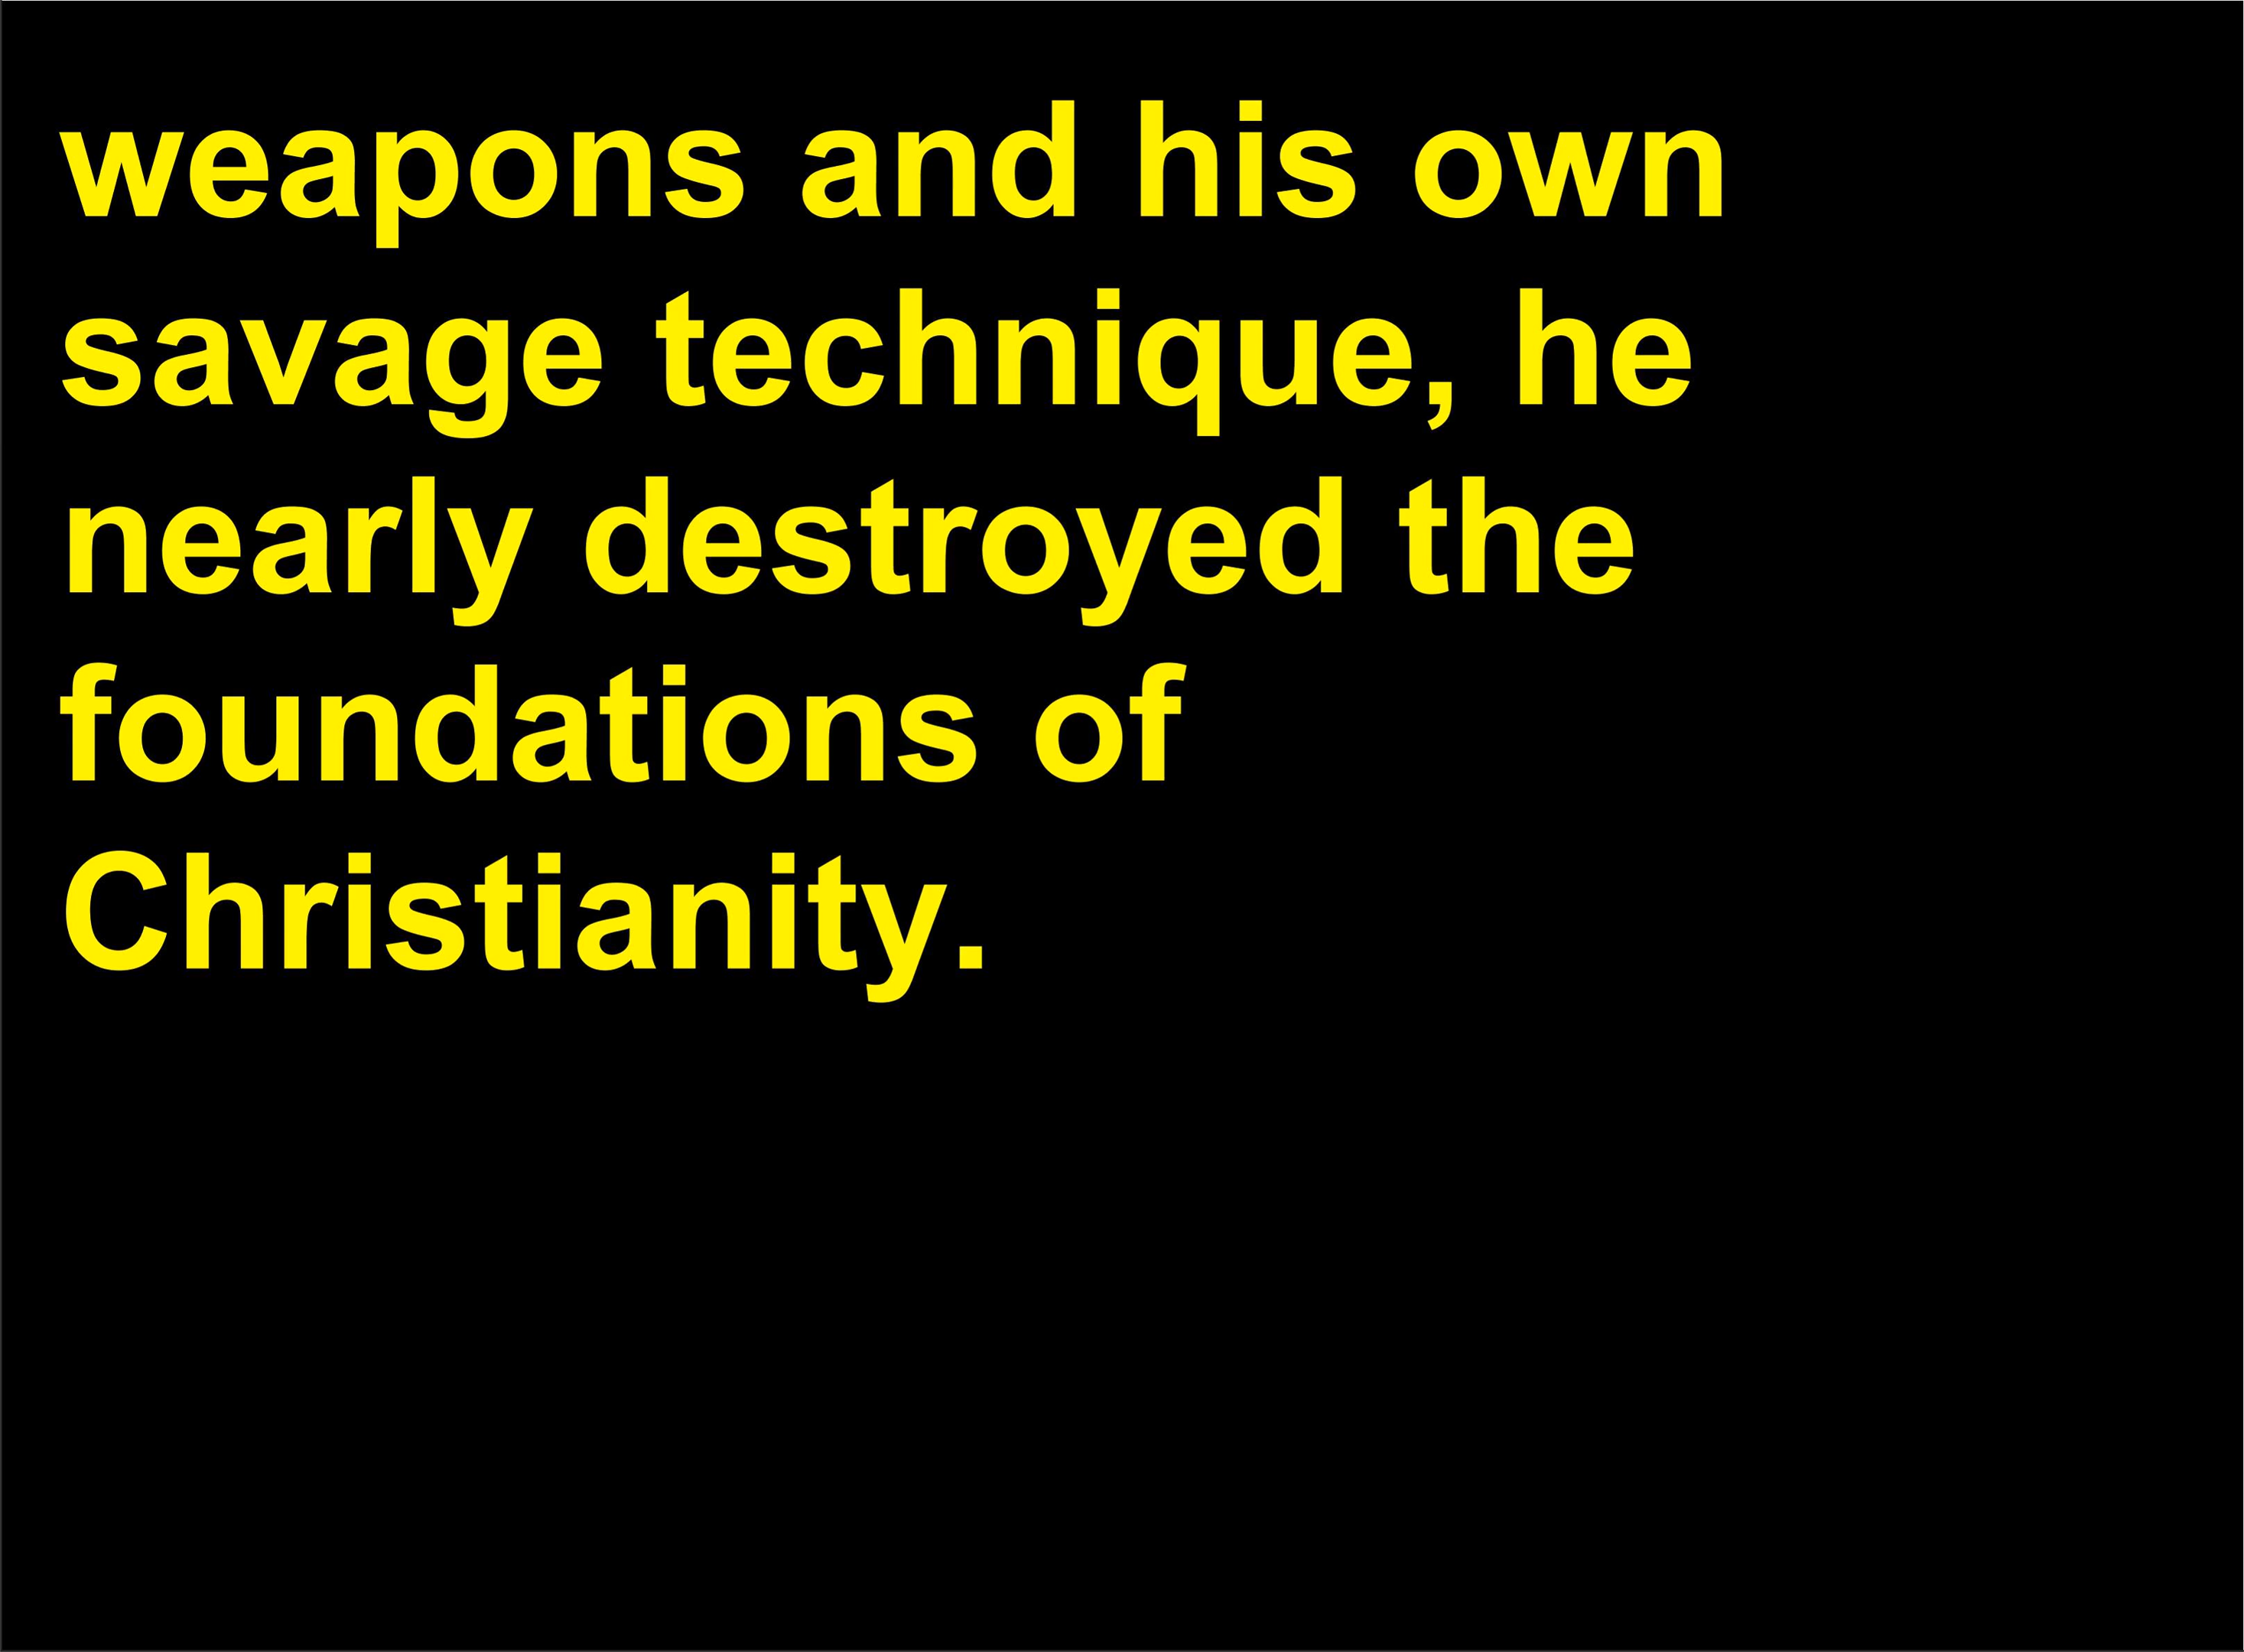 weapons and his own
savage technique, he
nearly destroyed the
foundations of
Christianity.